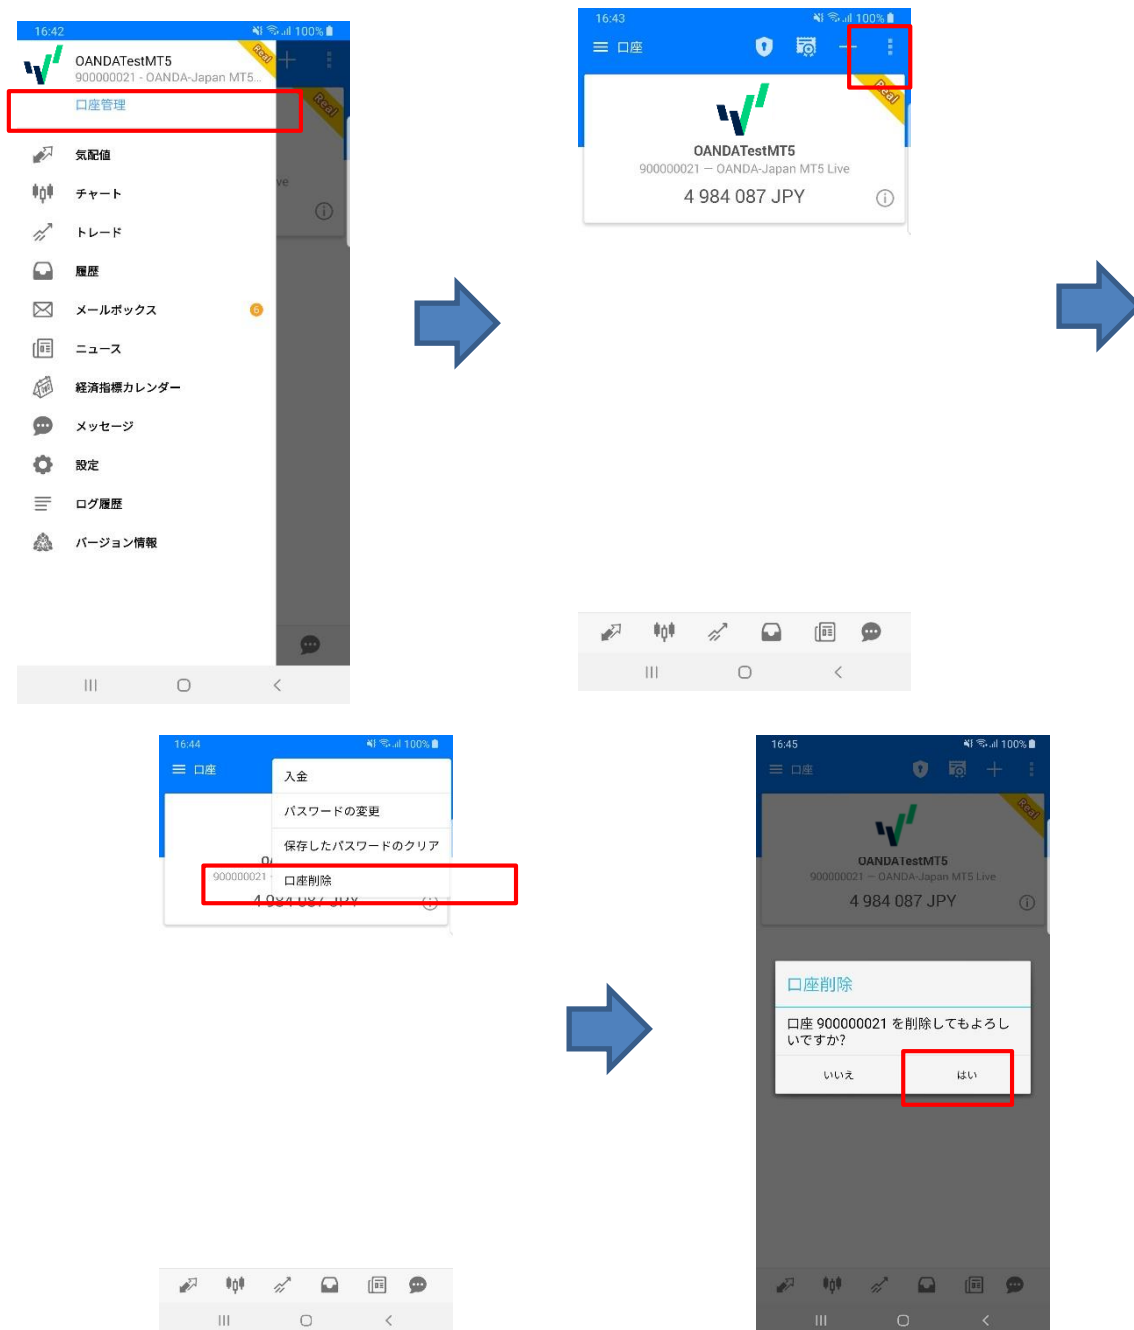 16:42
100%
OANDATestMT5
Real
900000021 - OANDA-Japan MT5...
口座管理
Real
気配値
チャート
ve
トレード
履歴
メールボックス
6
ニュース
経済指標カレンダー
メッセージ
設定
ログ履歴
バージョン情報
16:43
100%
口座
Real
OANDATestMT5
900000021 — OANDA-Japan MT5 Live
4 984 087 JPY
16:44
100%
口座
入金
パスワードの変更
保存したパスワードのクリア
900000021
口座削除
4 984 087 JPY
16:45
100%
口座
Real
OANDATestMT5
900000021 — OANDA-Japan MT5 Live
4 984 087 JPY
口座削除
口座 900000021 を削除してもよろし
いですか?
いいえ
はい